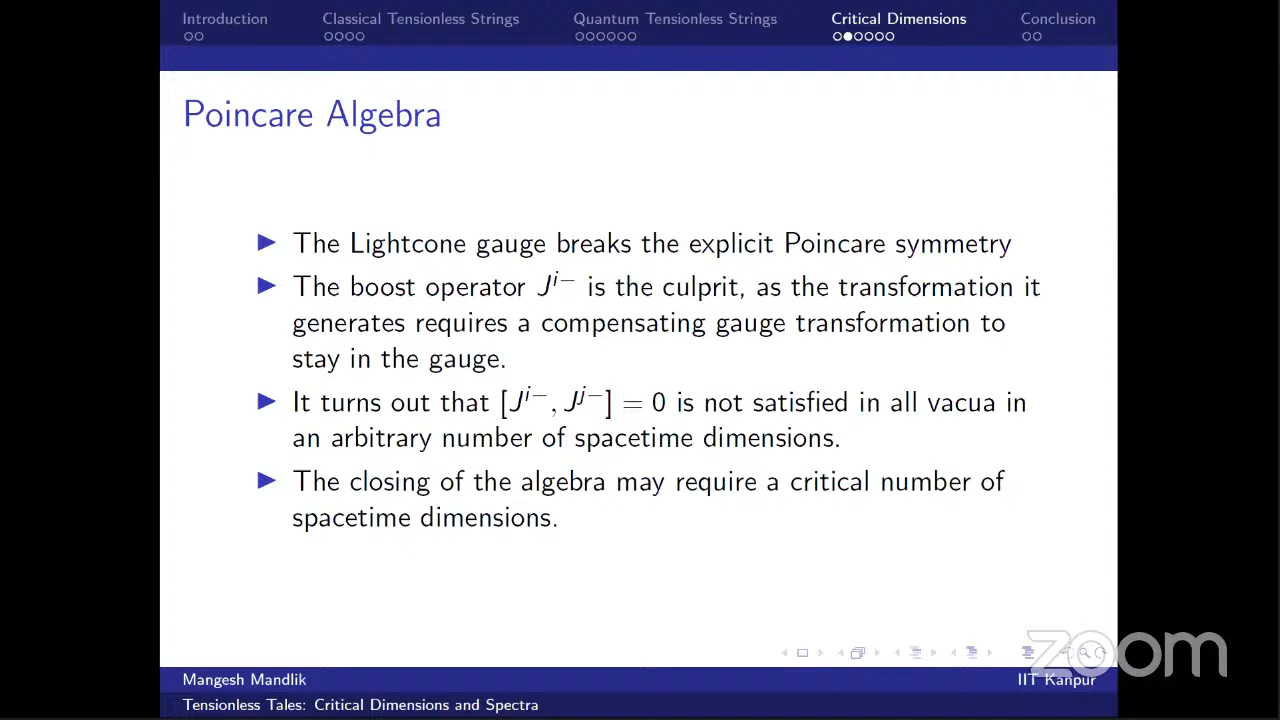 Introduction Classical Tensionless Strings Quantum Tensionless Strings Critical Dimensions Conclusion
Poincare Algebra
The Lightcone gauge breaks the explicit Poincare symmetry
The boost operator J^{i−} is the culprit, as the transformation it
generates requires a compensating gauge transformation to
stay in the gauge.
It turns out that [J^{i−}, J^{j−}] = 0 is not satisfied in all vacua in
an arbitrary number of spacetime dimensions.
The closing of the algebra may require a critical number of
spacetime dimensions.
zoom
Mangesh Mandlik IIT Kanpur
Tensionless Tales: Critical Dimensions and Spectra